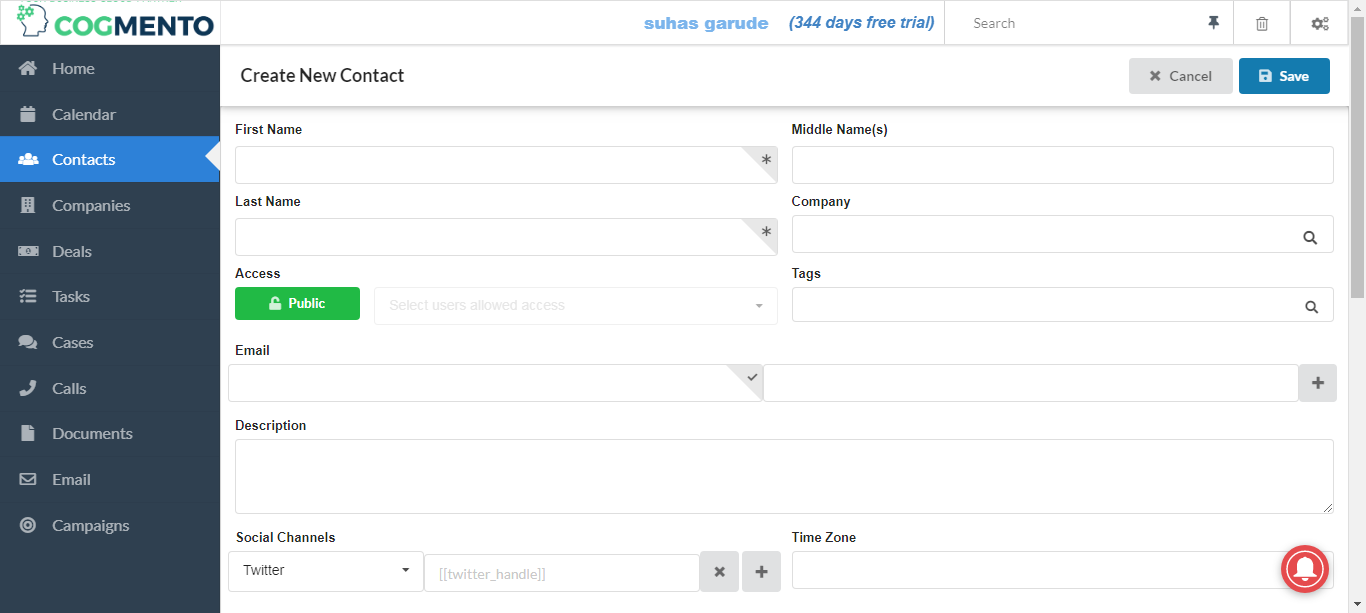 COGMENTO
suhas garude (344 days free trial) Search
Home
Calendar
Contacts
Companies
Deals
Tasks
Cases
Calls
Documents
Email
Campaigns
Create New Contact
Cancel
Save
First Name
Middle Name(s)
Last Name
Company
Access
Tags
Public
Select users allowed access
Email
Description
Social Channels
Time Zone
Twitter
[[twitter_handle]]